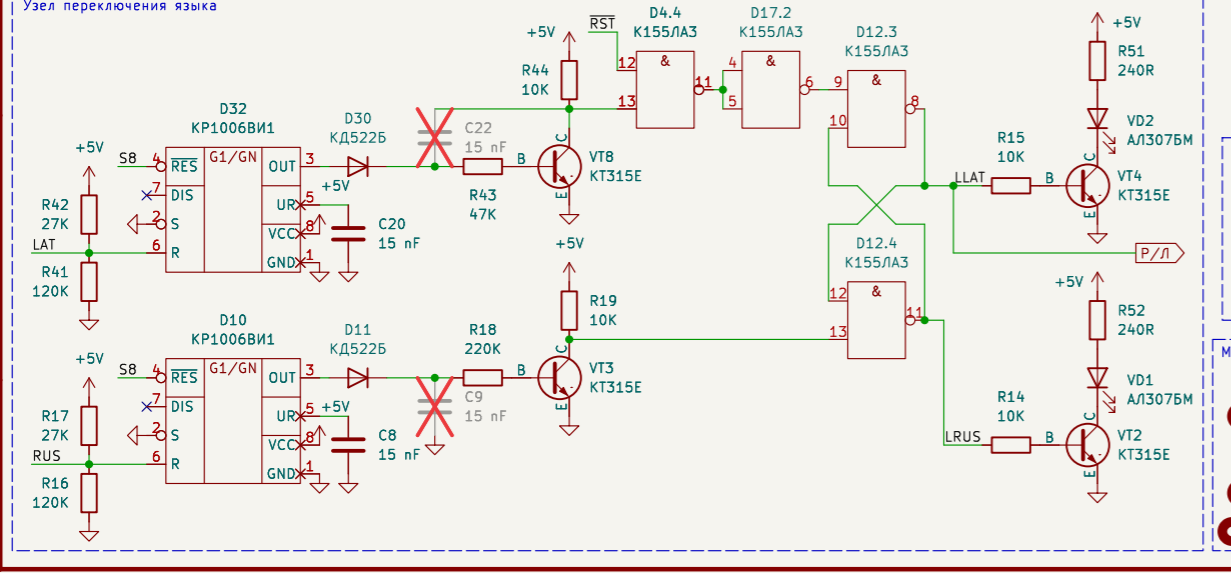 Узел переключения языка
+5V
R42
27K
LAT
R41
120K
S8
D32
КР1006ВИ1
4
RES
G1/GN
OUT
3
7
DIS
+5V
UR
5
2
S
VCC
8
6
R
GND
1
C20
15 nF
D30
КД522Б
C22
15 nF
R43
47K
+5V
R44
10K
B
C
E
VT8
КТ315Е
RST
D4.4
К155ЛА3
12
&
11
13
D17.2
К155ЛА3
4
&
6
5
D12.3
К155ЛА3
9
&
8
10
LLAT
R15
10K
+5V
R51
240R
VD2
АЛ307БМ
B
C
E
VT4
КТ315Е
Р/Л
+5V
R17
27K
RUS
R16
120K
S8
D10
КР1006ВИ1
4
RES
G1/GN
OUT
3
7
DIS
+5V
UR
5
2
S
VCC
8
6
R
GND
1
C8
15 nF
D11
КД522Б
C9
15 nF
R18
220K
+5V
R19
10K
B
C
E
VT3
КТ315Е
D12.4
К155ЛА3
12
&
11
13
LRUS
R14
10K
+5V
R52
240R
VD1
АЛ307БМ
B
C
E
VT2
КТ315Е